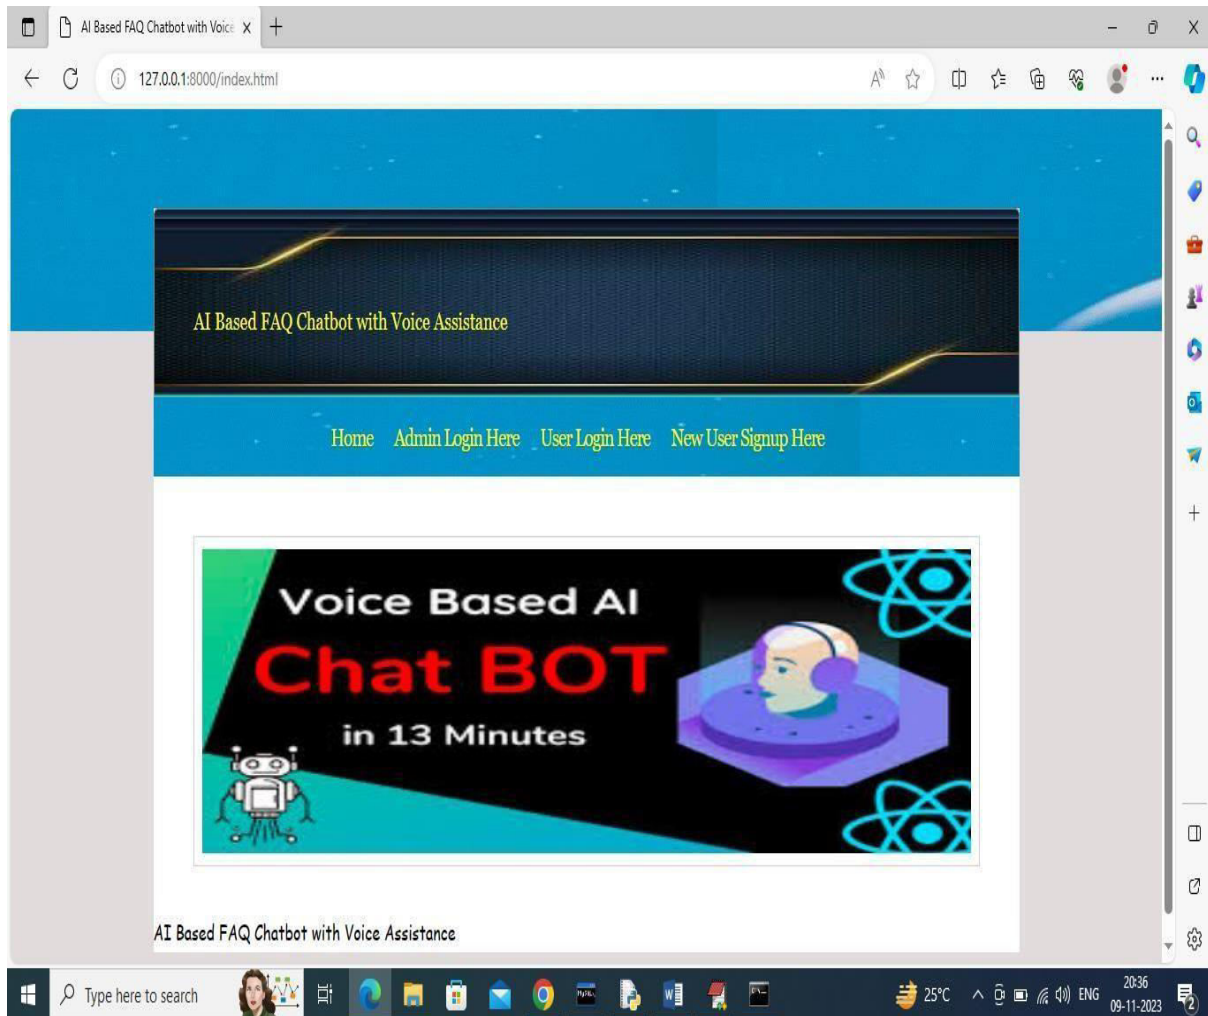 AI Based FAQ Chatbot with Voice
127.0.0.1:8000/index.html
AI Based FAQ Chatbot with Voice Assistance
Home Admin Login Here User Login Here New User Signup Here
Voice Based AI
Chat BOT
in 13 Minutes
AI Based FAQ Chatbot with Voice Assistance
Type here to search
25°C
ENG
20:36
09-11-2023
2